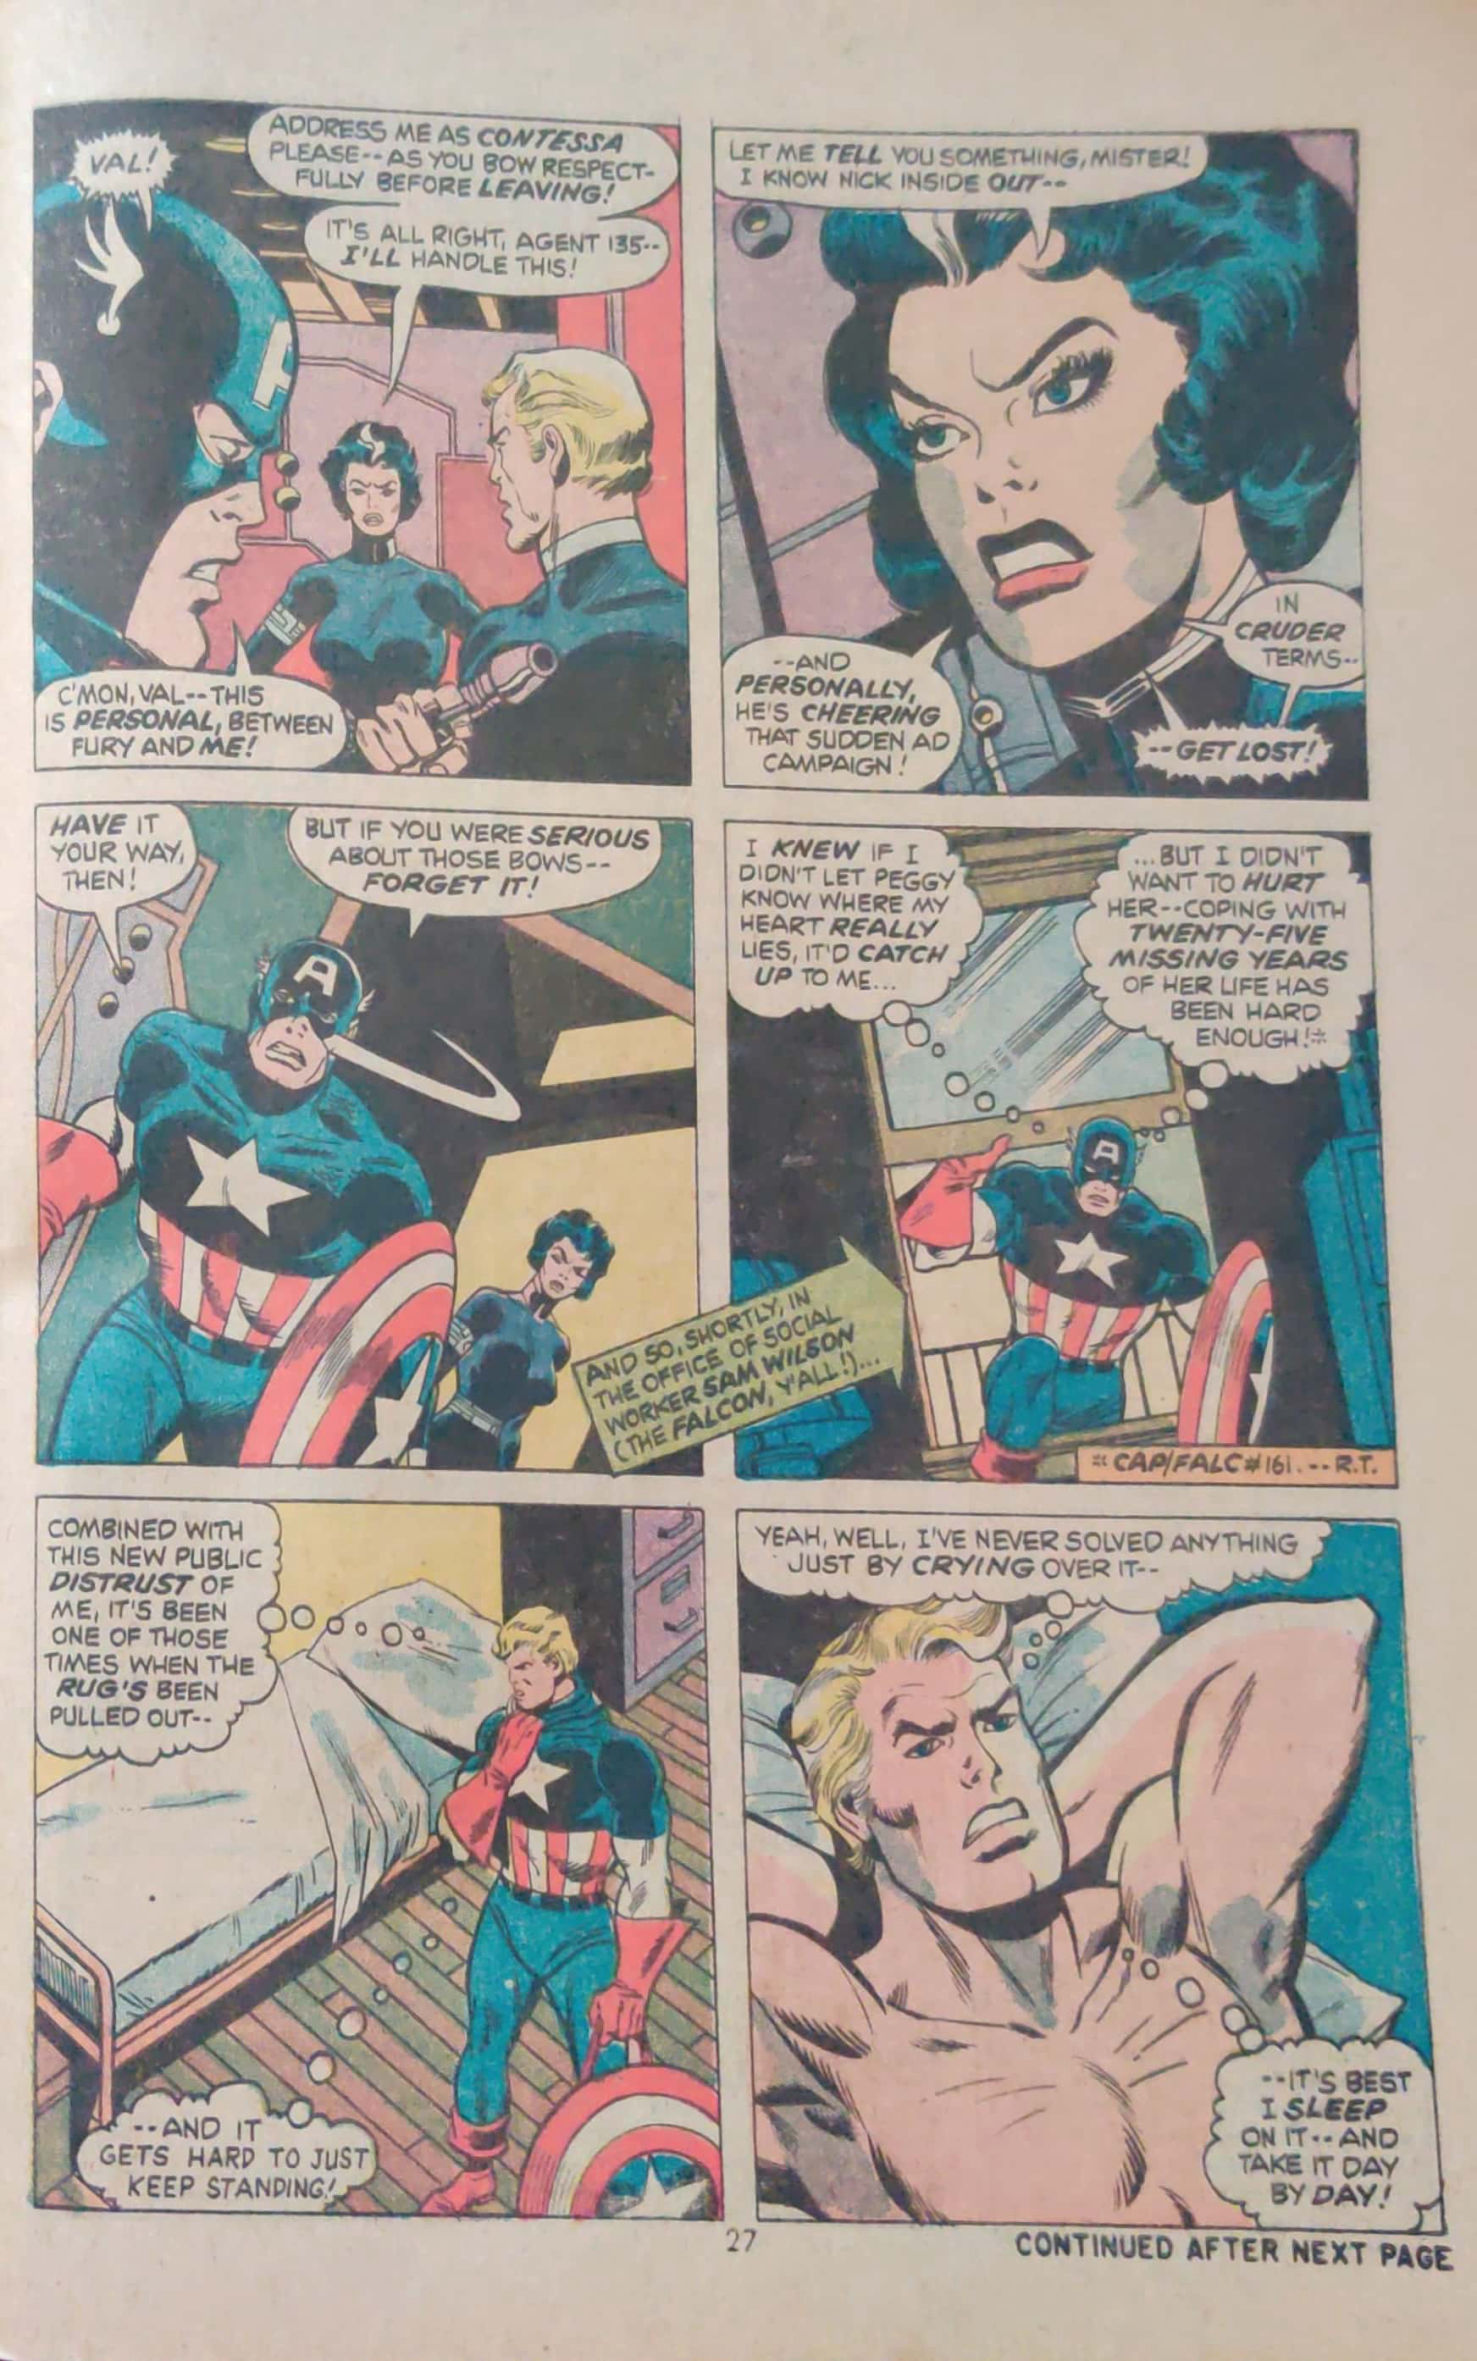 VAL!
ADDRESS ME AS CONTESSA
PLEASE--AS YOU BOW RESPECT-
FULLY BEFORE LEAVING!
IT'S ALL RIGHT, AGENT 135--
I'LL HANDLE THIS!
C'MON, VAL--THIS
IS PERSONAL, BETWEEN
FURY AND ME!
LET ME TELL YOU SOMETHING, MISTER!
I KNOW NICK INSIDE OUT--
--AND
PERSONALLY,
HE'S CHEERING
THAT SUDDEN AD
CAMPAIGN!
IN
CRUDER
TERMS--
--GET LOST!
HAVE IT
YOUR WAY,
THEN!
BUT IF YOU WERE SERIOUS
ABOUT THOSE BOWS--
FORGET IT!
AND SO, SHORTLY, IN
THE OFFICE OF SOCIAL
WORKER SAM WILSON
(THE FALCON, Y'ALL!)...
I KNEW IF I
DIDN'T LET PEGGY
KNOW WHERE MY
HEART REALLY
LIES, IT'D CATCH
UP TO ME...
...BUT I DIDN'T
WANT TO HURT
HER--COPING WITH
TWENTY-FIVE
MISSING YEARS
OF HER LIFE HAS
BEEN HARD
ENOUGH!*
A
* CAP/FALC #161. --R.T.
COMBINED WITH
THIS NEW PUBLIC
DISTRUST OF
ME, IT'S BEEN
ONE OF THOSE
TIMES WHEN THE
RUG'S BEEN
PULLED OUT--
--AND IT
GETS HARD TO JUST
KEEP STANDING!
YEAH, WELL, I'VE NEVER SOLVED ANYTHING
JUST BY CRYING OVER IT--
--IT'S BEST
I SLEEP
ON IT--AND
TAKE IT DAY
BY DAY!
27
CONTINUED AFTER NEXT PAGE